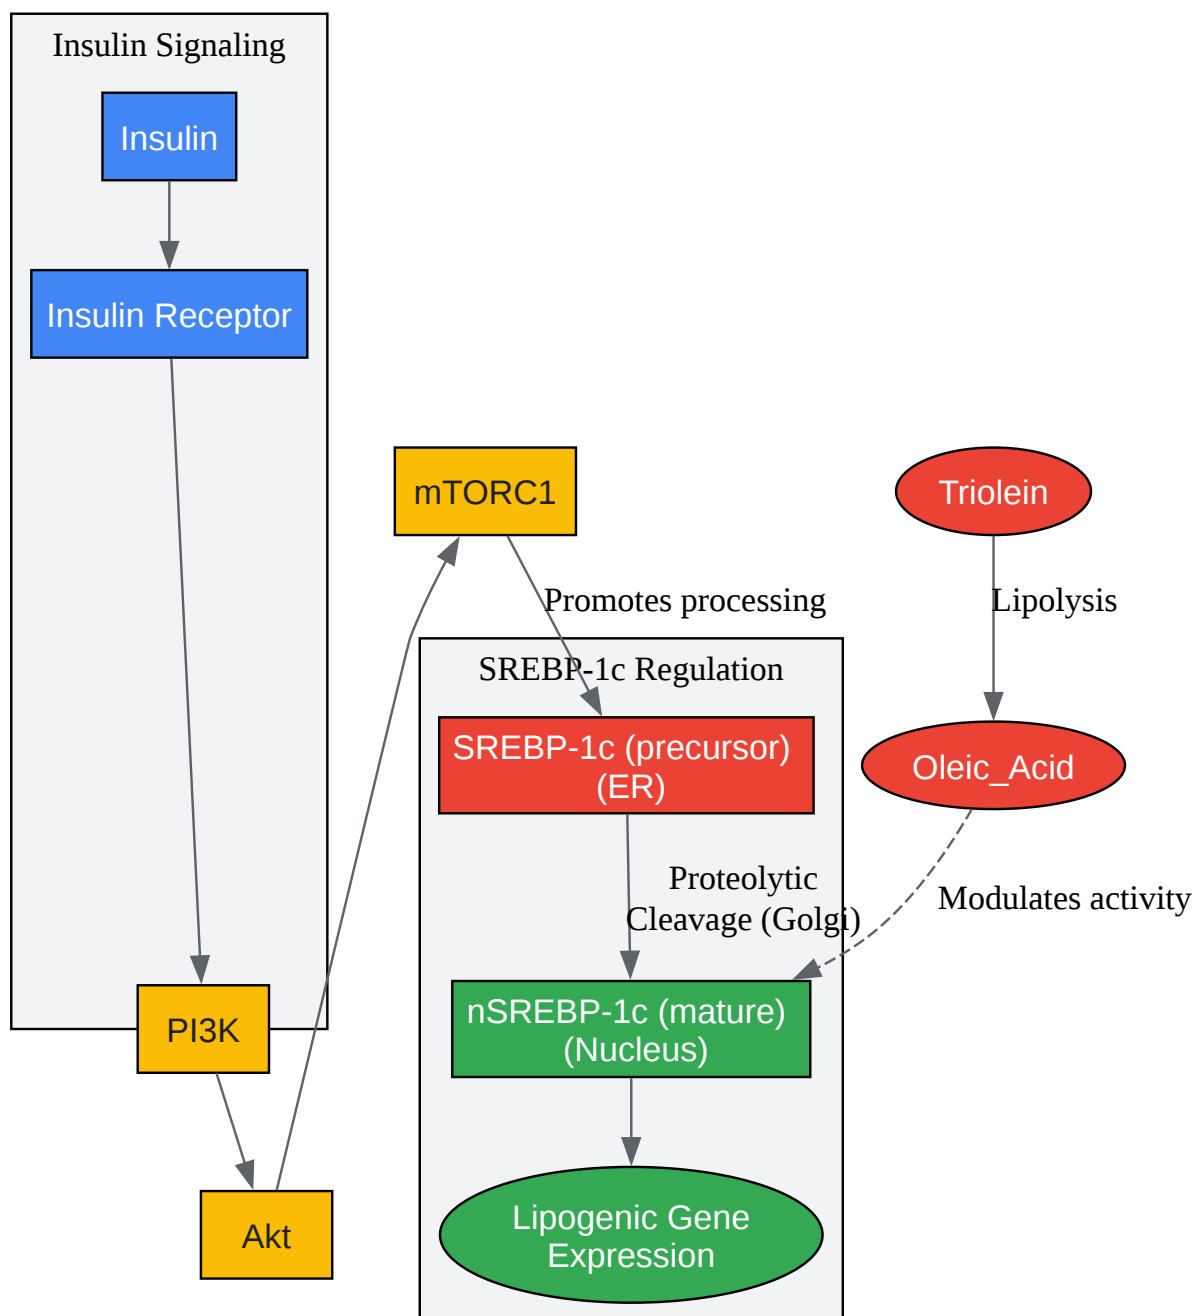 Insulin Signaling
Insulin
Insulin Receptor
mTORC1
Triolein
Promotes processing
Lipolysis
SREBP-1c Regulation
SREBP-1c (precursor)
(ER)
Oleic_Acid
Proteolytic
Cleavage (Golgi)
Modulates activity
nSREBP-1c (mature)
(Nucleus)
PI3K
Akt
Lipogenic Gene
Expression